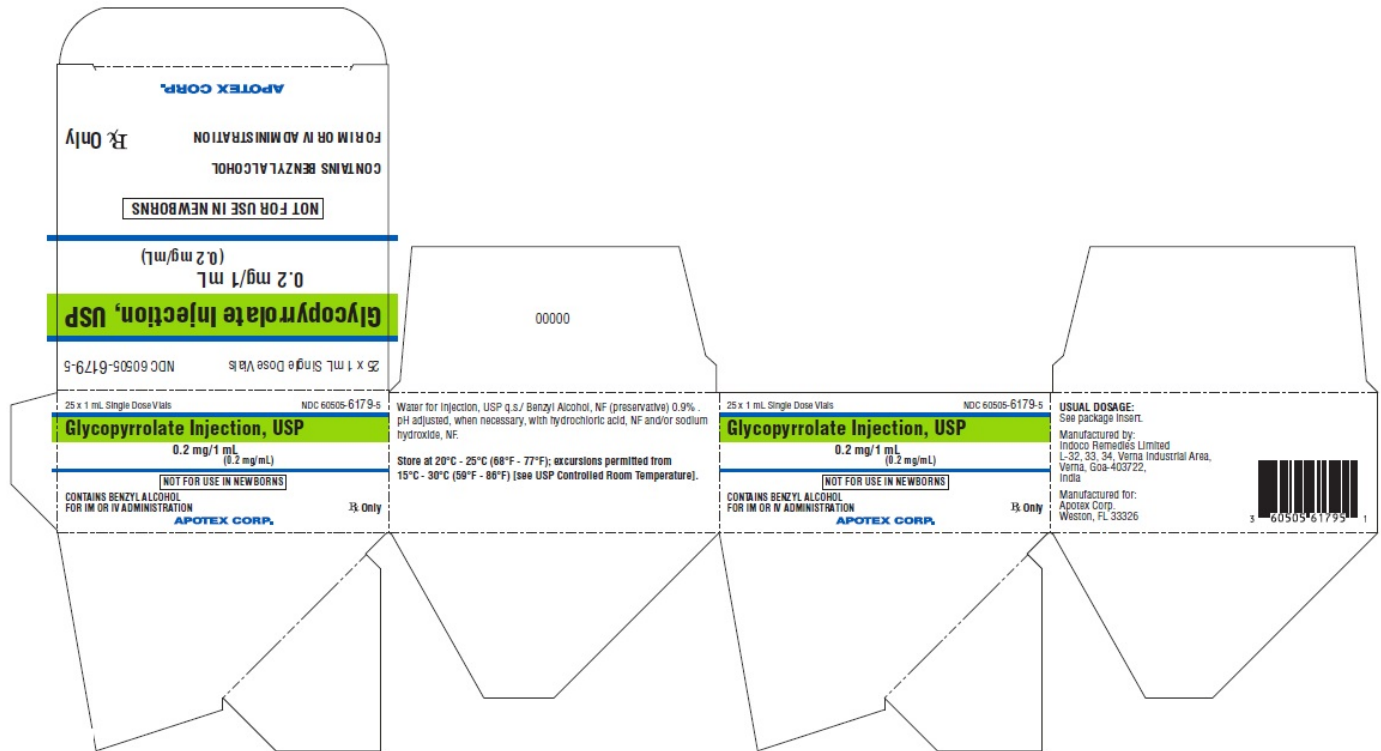 APOTEX CORP.
℞ Only
FOR IM OR IV ADMINISTRATION
CONTAINS BENZYL ALCOHOL
NOT FOR USE IN NEWBORNS
(0.2 mg/mL)
0.2 mg/1 mL
Glycopyrrolate Injection, USP
25 x 1 mL Single Dose Vials NDC 60505-6179-5
00000
25 x 1 mL Single Dose Vials NDC 60505-6179-5
Glycopyrrolate Injection, USP
0.2 mg/1 mL
(0.2 mg/mL)
NOT FOR USE IN NEWBORNS
CONTAINS BENZYL ALCOHOL
FOR IM OR IV ADMINISTRATION ℞ Only
APOTEX CORP.
Water for Injection, USP q.s./ Benzyl Alcohol, NF (preservative) 0.9% .
pH adjusted, when necessary, with hydrochloric acid, NF and/or sodium
hydroxide, NF.
Store at 20°C - 25°C (68°F - 77°F); excursions permitted from
15°C - 30°C (59°F - 86°F) [see USP Controlled Room Temperature].
25 x 1 mL Single Dose Vials NDC 60505-6179-5
Glycopyrrolate Injection, USP
0.2 mg/1 mL
(0.2 mg/mL)
NOT FOR USE IN NEWBORNS
CONTAINS BENZYL ALCOHOL
FOR IM OR IV ADMINISTRATION ℞ Only
APOTEX CORP.
USUAL DOSAGE:
See package insert.
Manufactured by:
Indoco Remedies Limited
L-32, 33, 34, Verna Industrial Area,
Verna, Goa-403722,
India
Manufactured for:
Apotex Corp.
Weston, FL 33326
3 60505 61795 1